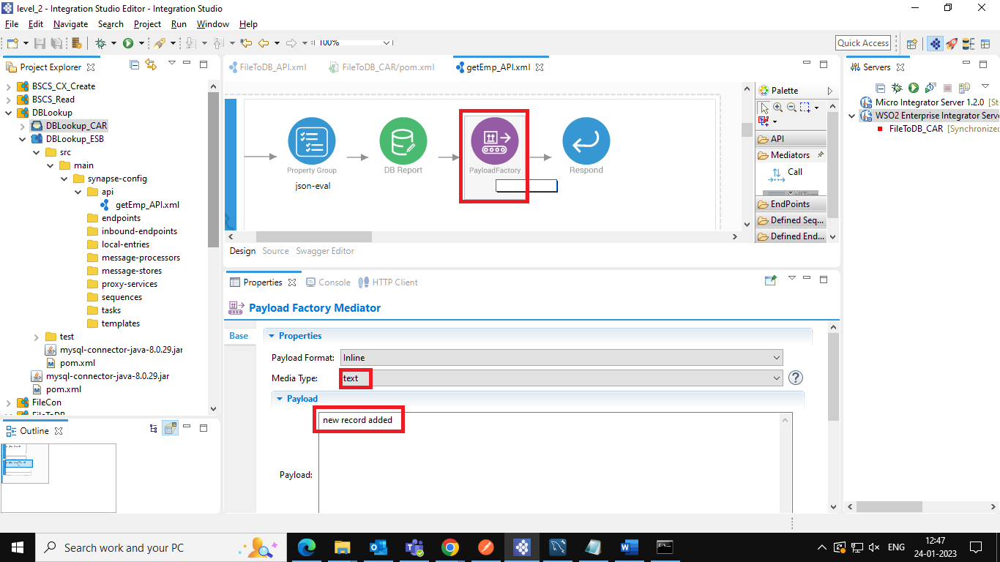 level_2 - Integration Studio Editor - Integration Studio
File Edit Navigate Search Project Run Window Help
100%
Quick Access
Project Explorer
BSCS_CX_Create
BSCS_Read
DBLookup
DBLookup_CAR
DBLookup_ESB
src
main
synapse-config
api
getEmp_API.xml
endpoints
inbound-endpoints
local-entries
message-processors
message-stores
proxy-services
sequences
tasks
templates
test
mysql-connector-java-8.0.29.jar
pom.xml
mysql-connector-java-8.0.29.jar
pom.xml
FileCon
FileToDB
Outline
FileToDB_API.xml
FileToDB_CAR/pom.xml
getEmp_API.xml
Property Group
json-eval
DB Report
PayloadFactory
Respond
Palette
API
Mediators
Call
EndPoints
Defined Seq...
Defined End...
Design Source Swagger Editor
Properties
Console
HTTP Client
Payload Factory Mediator
Base
Properties
Payload Format: Inline
Media Type: text
Payload
new record added
Payload:
Servers
Micro Integrator Server 1.2.0 [St
WSO2 Enterprise Integrator Serve
FileToDB_CAR [Synchronized
Search work and your PC
ENG
12:47
24-01-2023